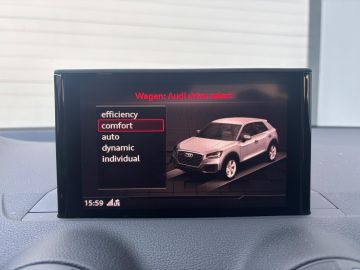 Wagen: Audi drive select
efficiency
comfort
auto
dynamic
individual
15:59